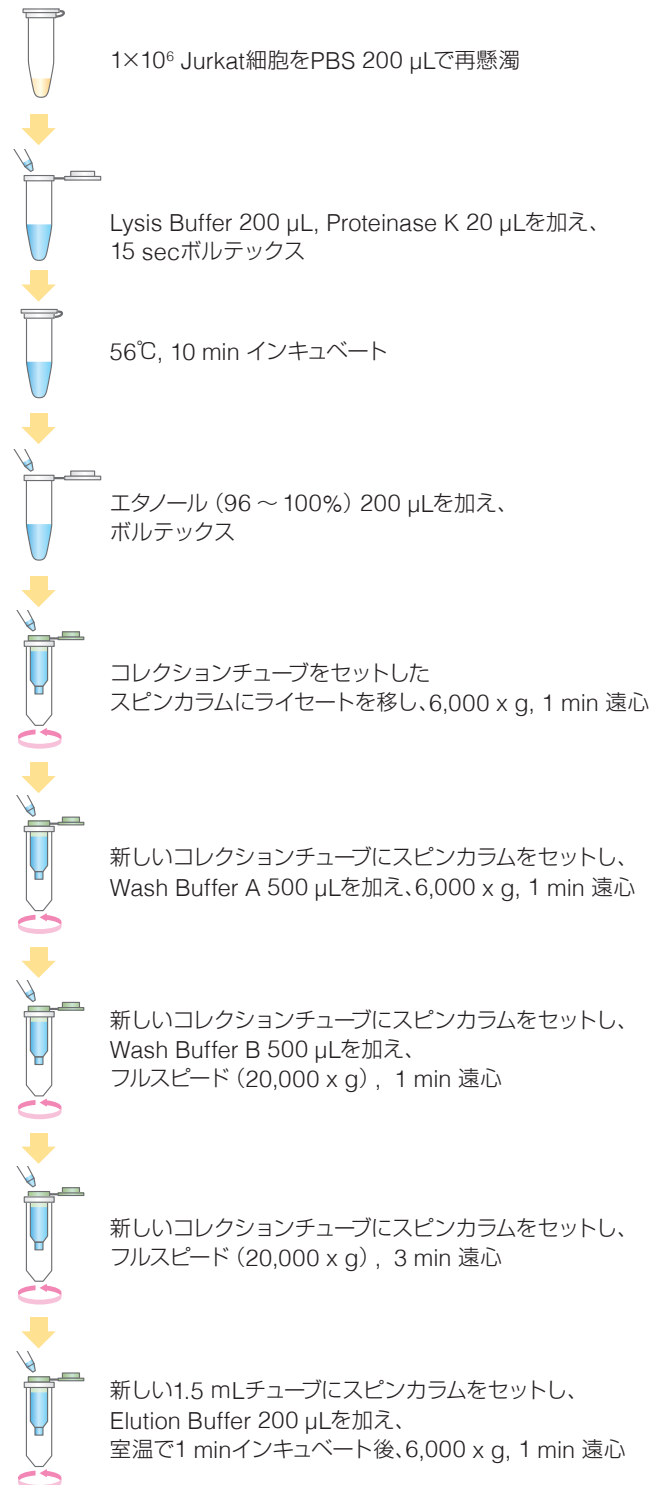 1×10⁶ Jurkat細胞をPBS 200 µLで再懸濁
Lysis Buffer 200 µL, Proteinase K 20 µLを加え、
15 secボルテックス
56℃, 10 min インキュベート
エタノール（96 ～ 100%）200 µLを加え、
ボルテックス
コレクションチューブをセットした
スピンカラムにライセートを移し、6,000 x g, 1 min 遠心
新しいコレクションチューブにスピンカラムをセットし、
Wash Buffer A 500 µLを加え、6,000 x g, 1 min 遠心
新しいコレクションチューブにスピンカラムをセットし、
Wash Buffer B 500 µLを加え、
フルスピード（20,000 x g）, 1 min 遠心
新しいコレクションチューブにスピンカラムをセットし、
フルスピード（20,000 x g）, 3 min 遠心
新しい1.5 mLチューブにスピンカラムをセットし、
Elution Buffer 200 µLを加え、
室温で1 minインキュベート後、6,000 x g, 1 min 遠心